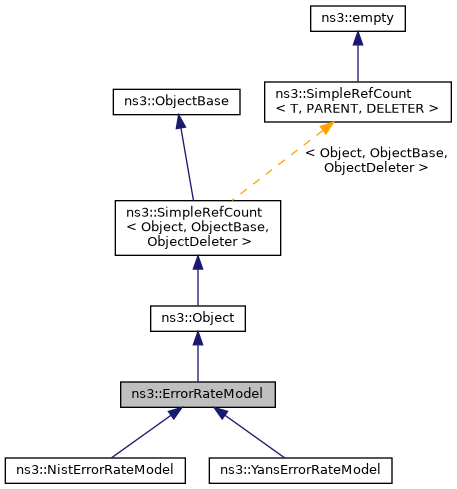 ns3::empty
ns3::ObjectBase
ns3::SimpleRefCount
< T, PARENT, DELETER >
< Object, ObjectBase,
ObjectDeleter >
ns3::SimpleRefCount
< Object, ObjectBase,
ObjectDeleter >
ns3::Object
ns3::ErrorRateModel
ns3::NistErrorRateModel
ns3::YansErrorRateModel